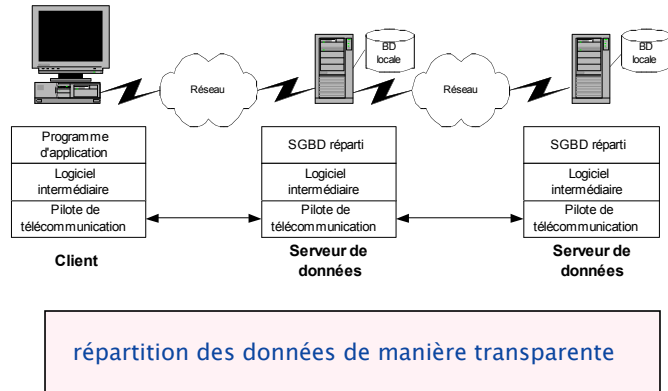 BD
locale
BD
locale
Réseau
Réseau
Programme
d'application
Logiciel
intermédiaire
Pilote de
télécommunication
Client
SGBD réparti
Logiciel
intermédiaire
Pilote de
télécommunication
Serveur de
données
SGBD réparti
Logiciel
intermédiaire
Pilote de
télécommunication
Serveur de
données
répartition des données de manière transparente